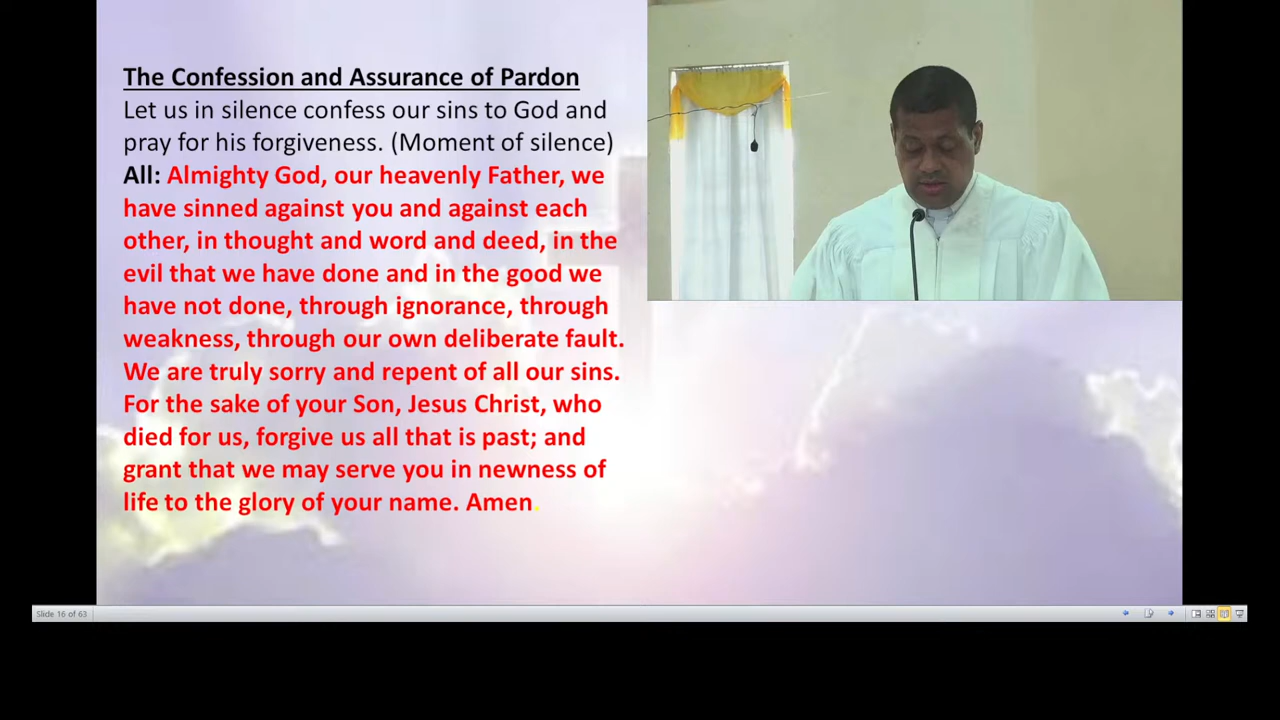 The Confession and Assurance of Pardon
Let us in silence confess our sins to God and
pray for his forgiveness. (Moment of silence)
All: Almighty God, our heavenly Father, we
have sinned against you and against each
other, in thought and word and deed, in the
evil that we have done and in the good we
have not done, through ignorance, through
weakness, through our own deliberate fault.
We are truly sorry and repent of all our sins.
For the sake of your Son, Jesus Christ, who
died for us, forgive us all that is past; and
grant that we may serve you in newness of
life to the glory of your name. Amen.
Slide 16 of 63